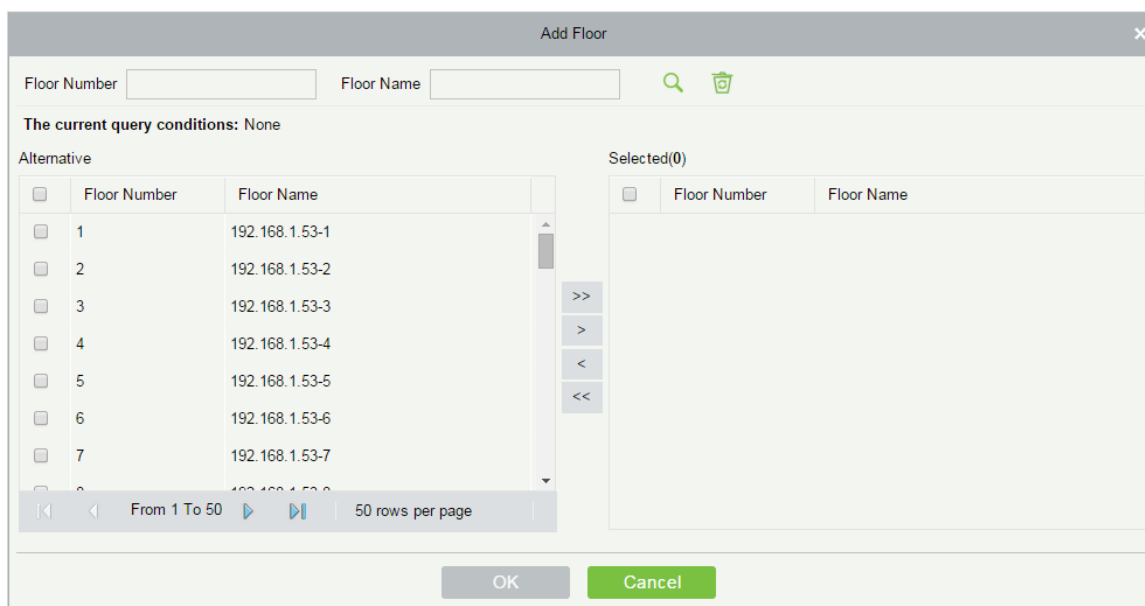 Add Floor
Floor Number Floor Name
The current query conditions: None
Alternative Selected(0)
Floor Number Floor Name Floor Number Floor Name
1 192.168.1.53-1
2 192.168.1.53-2
3 192.168.1.53-3
4 192.168.1.53-4
>>
>
<
<<
5 192.168.1.53-5
6 192.168.1.53-6
7 192.168.1.53-7
From 1 To 50 50 rows per page
OK Cancel